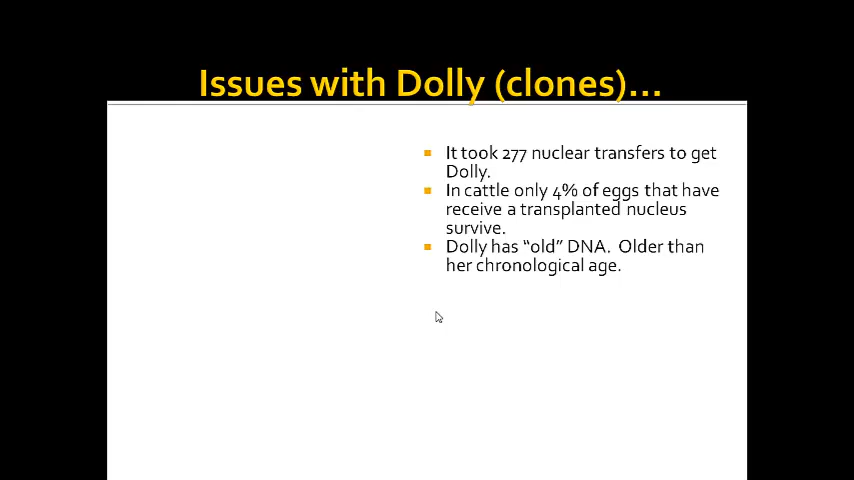 Issues with Dolly (clones)...
It took 277 nuclear transfers to get
Dolly.
In cattle only 4% of eggs that have
receive a transplanted nucleus
survive.
Dolly has “old” DNA. Older than
her chronological age.